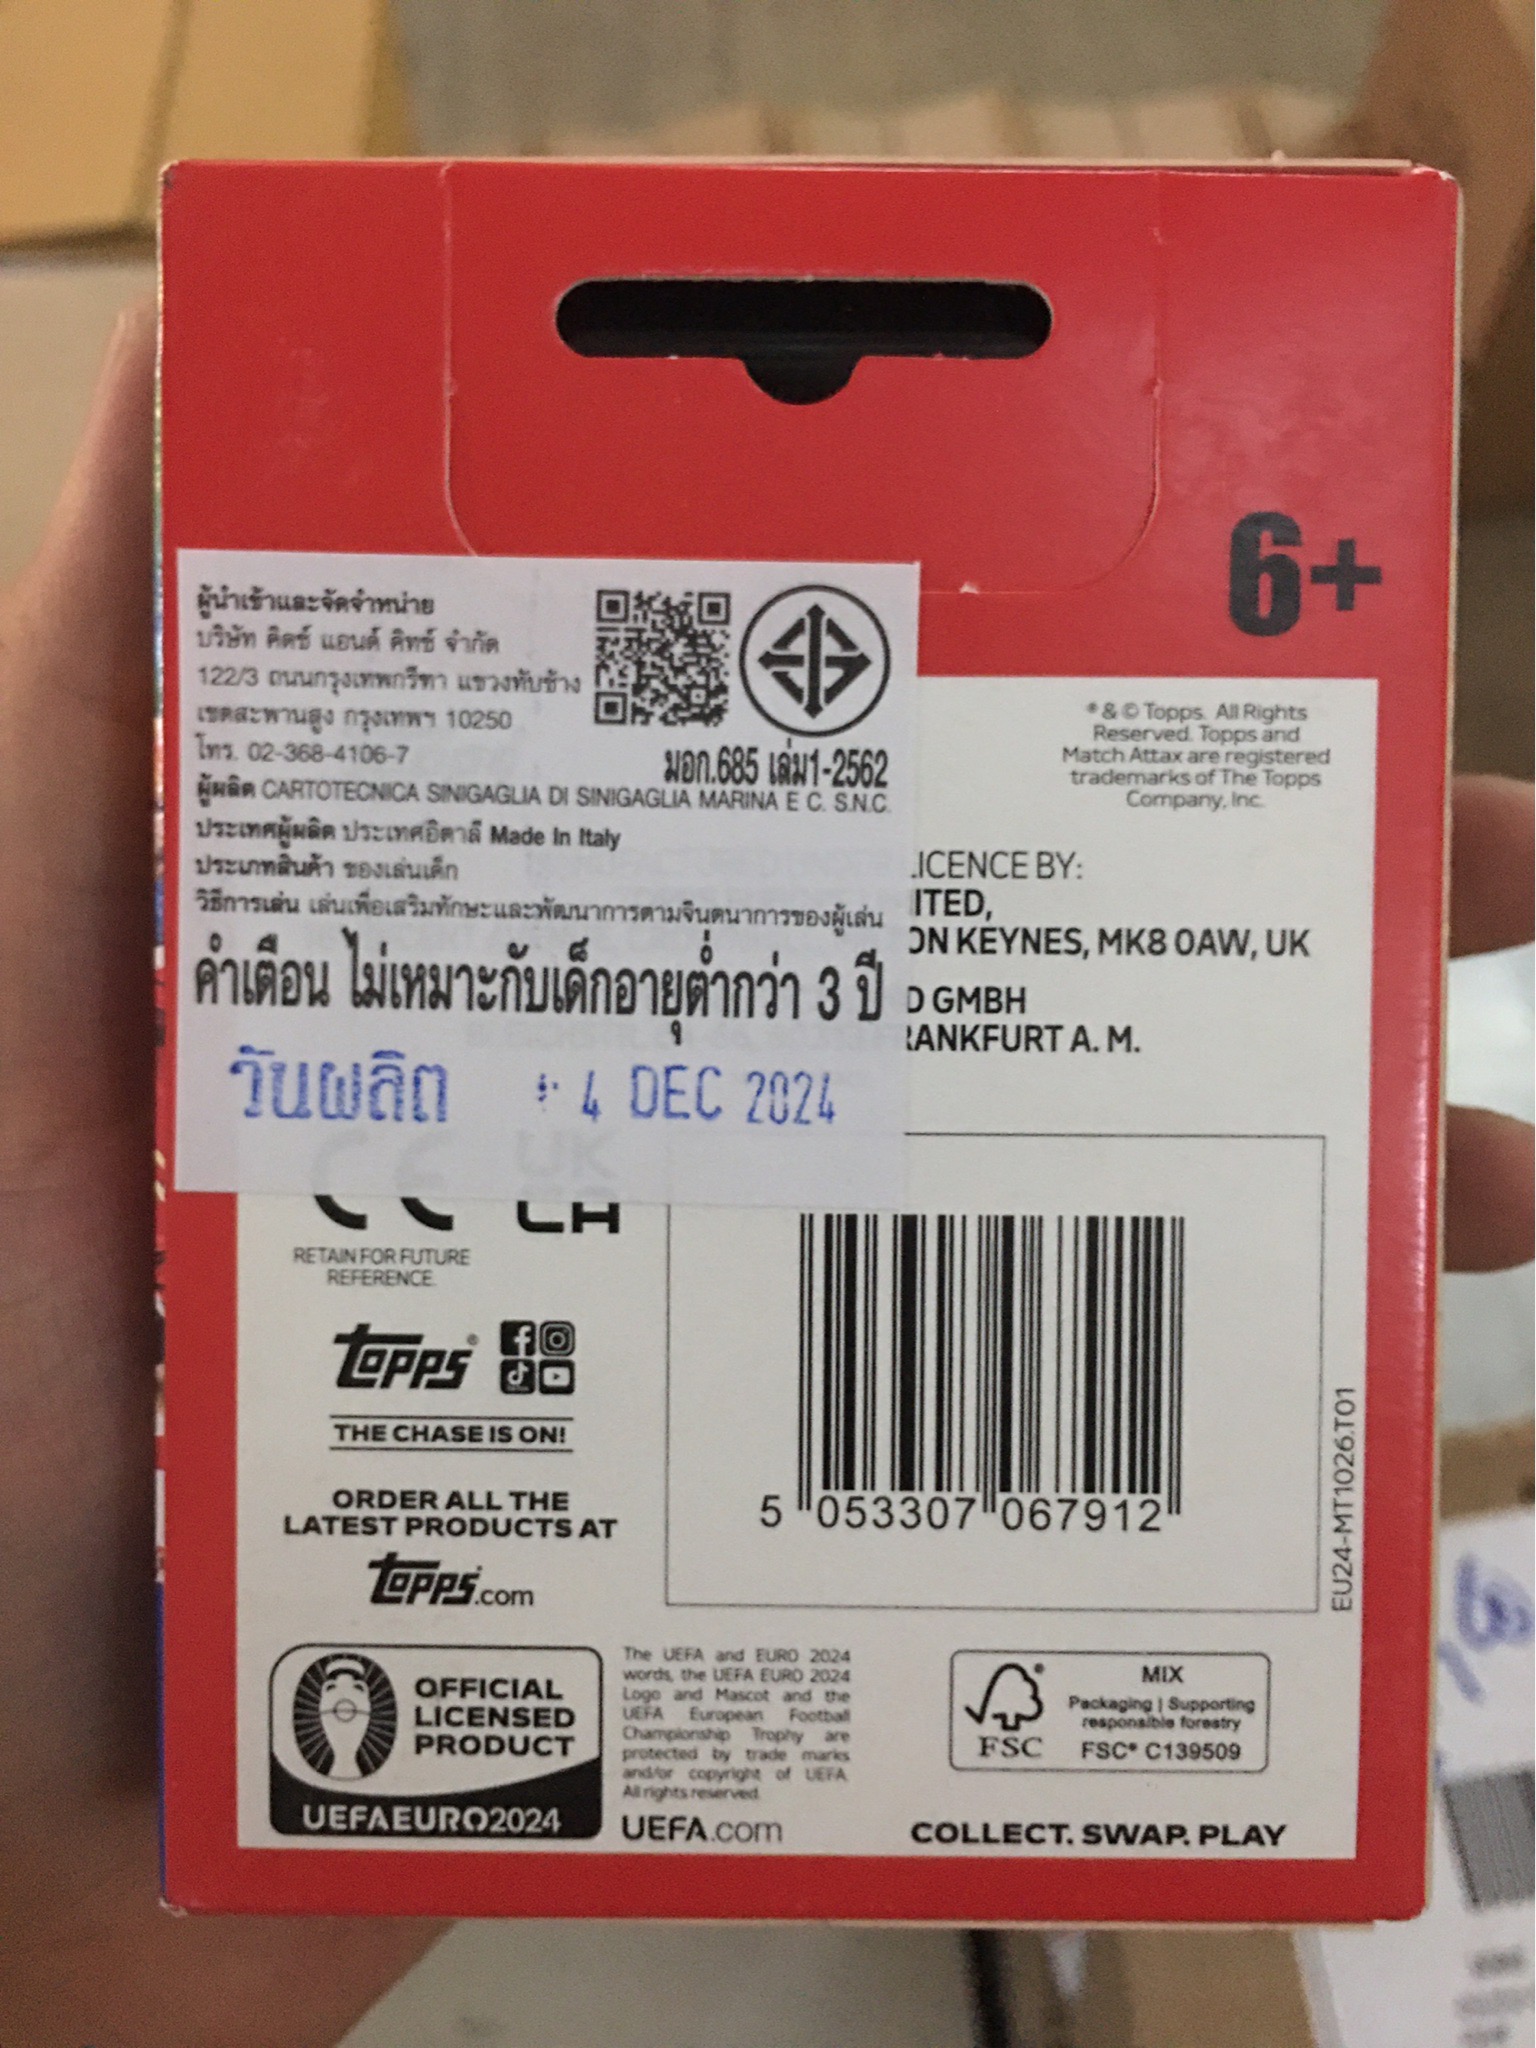 6+
ผู้นำเข้าและจัดจำหน่าย
บริษัท คิดช์ แอนด์ คิทช์ จำกัด
122/3 ถนนกรุงเทพกรีฑา แขวงทับช้าง
เขตสะพานสูง กรุงเทพฯ 10250
โทร. 02-368-4106-7
มอก.685 เล่ม1-2562
ผู้ผลิต CARTOTECNICA SINIGAGLIA DI SINIGAGLIA MARINA E C. S.N.C.
ประเทศผู้ผลิต ประเทศอิตาลี Made In Italy
ประเภทสินค้า ของเล่นเด็ก
วิธีการเล่น เล่นเพื่อเสริมทักษะและพัฒนาการตามจินตนาการของผู้เล่น
คำเตือน ไม่เหมาะกับเด็กอายุต่ำกว่า 3 ปี
วันผลิต 4 DEC 2024
® & © Topps. All Rights
Reserved. Topps and
Match Attax are registered
trademarks of The Topps
Company, Inc.
LICENCE BY:
ITED,
ON KEYNES, MK8 0AW, UK
D GMBH
RANKFURT A. M.
CE UK CA
RETAIN FOR FUTURE
REFERENCE.
Topps®
THE CHASE IS ON!
ORDER ALL THE
LATEST PRODUCTS AT
Topps.com
5 053307 067912
EU24-MT1026.T01
OFFICIAL
LICENSED
PRODUCT
UEFAEURO2024
The UEFA and EURO 2024
words, the UEFA EURO 2024
Logo and Mascot and the
UEFA European Football
Championship Trophy are
protected by trade marks
and/or copyright of UEFA.
All rights reserved.
UEFA.com
FSC®
MIX
Packaging | Supporting
responsible forestry
FSC® C139509
COLLECT. SWAP. PLAY